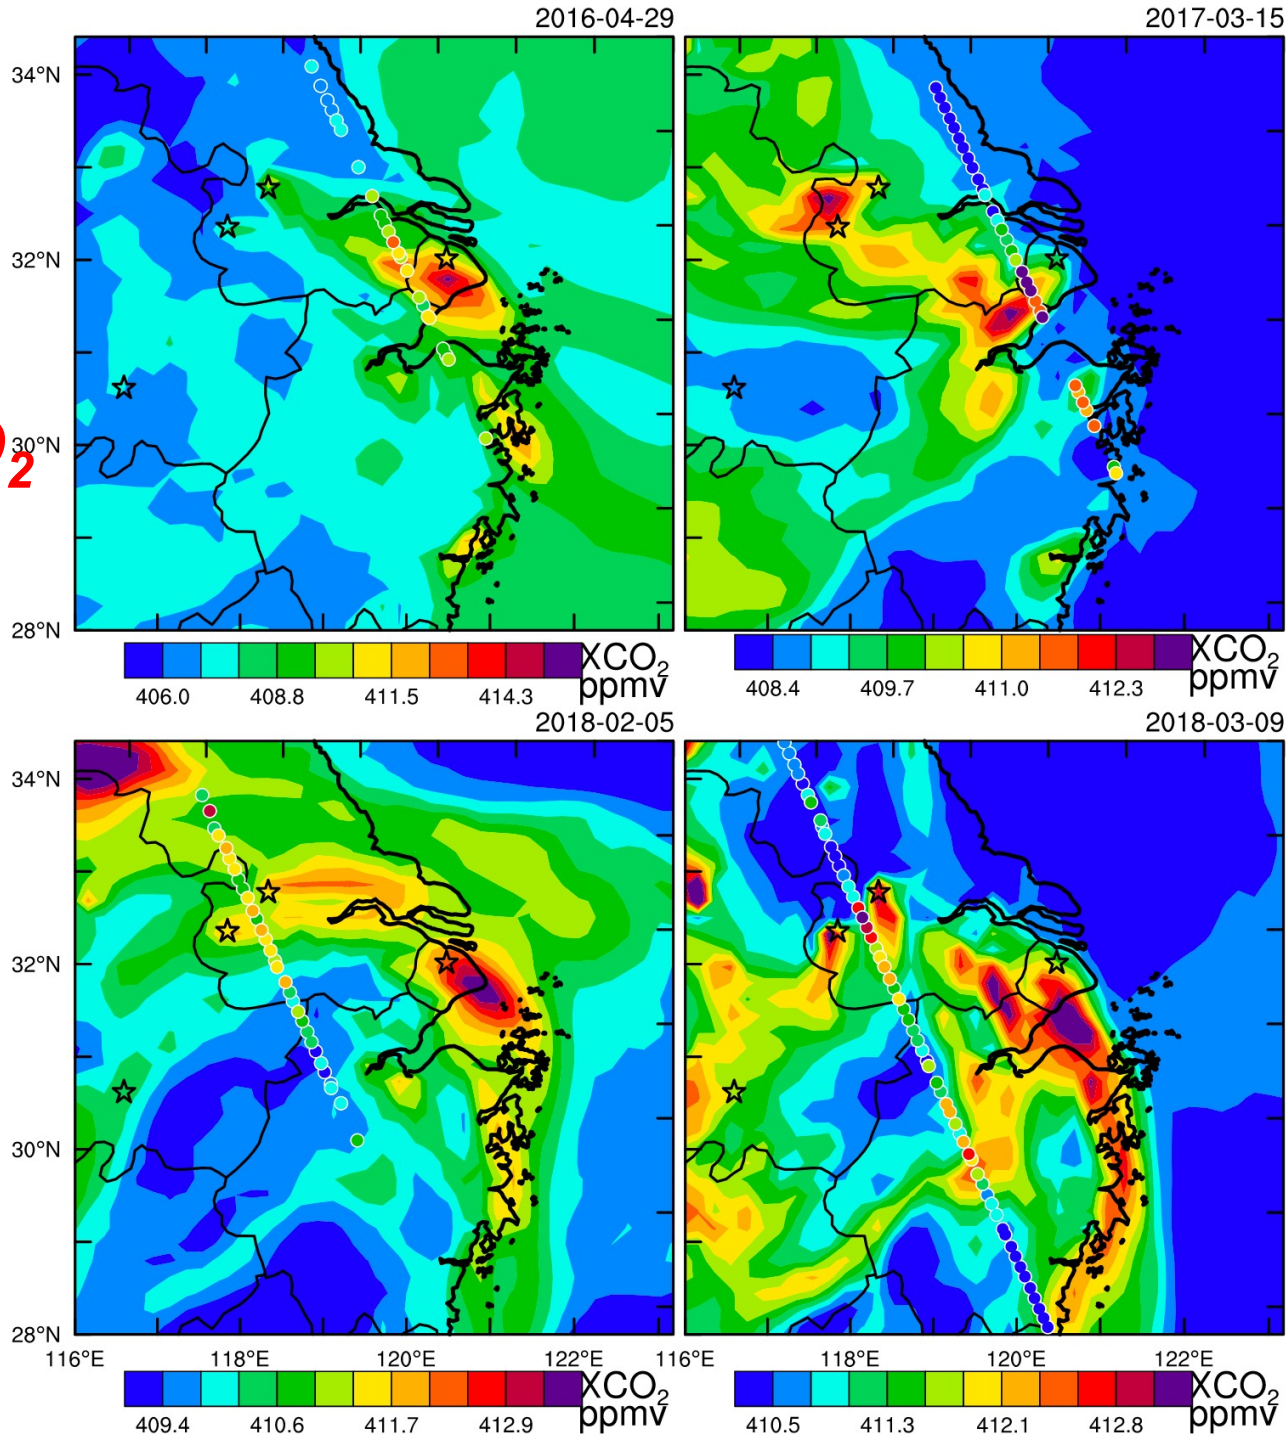 2016-04-29
2017-03-15
34°N
32°N
30°N
28°N
2
406.0 408.8 411.5 414.3
XCO₂
ppmv
408.4 409.7 411.0 412.3
XCO₂
ppmv
2018-02-05
2018-03-09
34°N
32°N
30°N
28°N
116°E 118°E 120°E 122°E
116°E 118°E 120°E 122°E
409.4 410.6 411.7 412.9
XCO₂
ppmv
410.5 411.3 412.1 412.8
XCO₂
ppmv